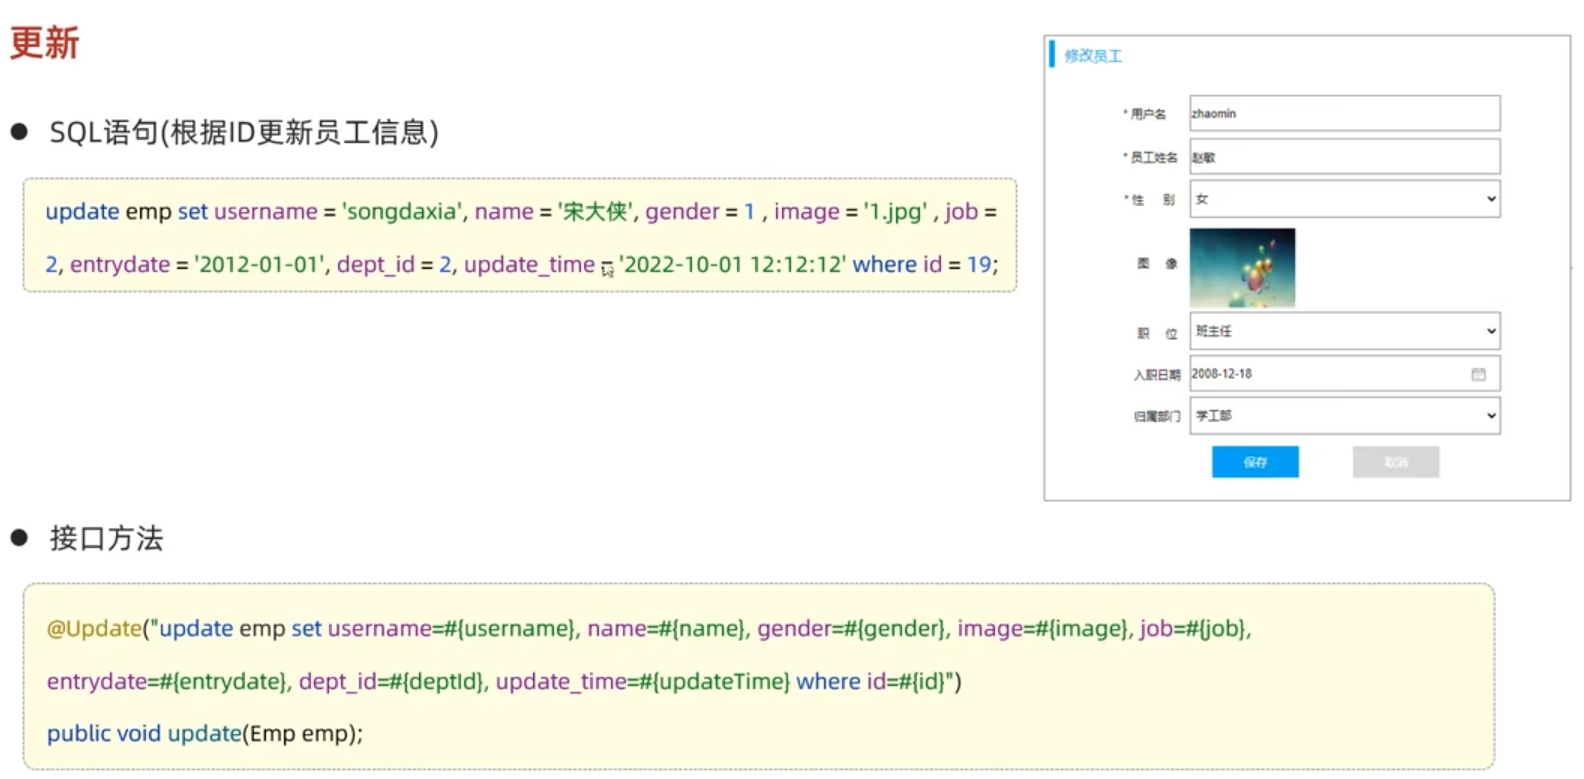 更新
● SQL语句(根据ID更新员工信息)
update emp set username = 'songdaxia', name = '宋大侠', gender = 1 , image = '1.jpg' , job =
2, entrydate = '2012-01-01', dept_id = 2, update_time = '2022-10-01 12:12:12' where id = 19;
修改员工
* 用户名 zhaomin
* 员工姓名 赵敏
* 性 别 女
图 像
职 位 班主任
入职日期 2008-12-18
归属部门 学工部
保存 取消
● 接口方法
@Update("update emp set username=#{username}, name=#{name}, gender=#{gender}, image=#{image}, job=#{job},
entrydate=#{entrydate}, dept_id=#{deptId}, update_time=#{updateTime} where id=#{id}")
public void update(Emp emp);